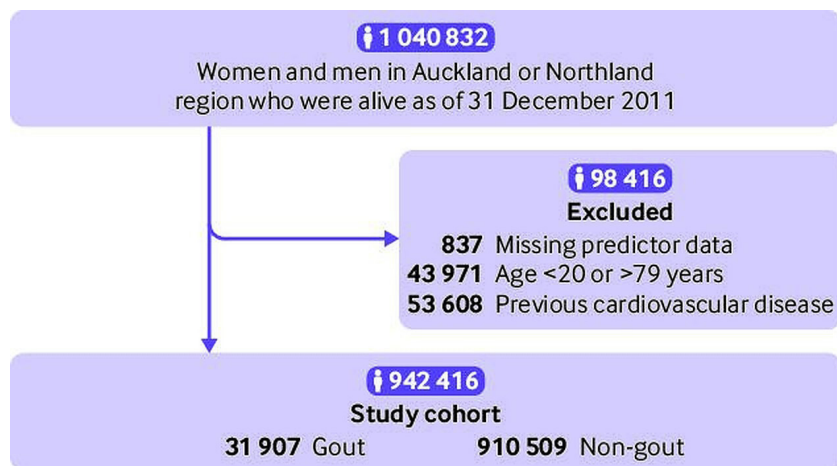 1 040 832
Women and men in Auckland or Northland
region who were alive as of 31 December 2011
98 416
Excluded
837 Missing predictor data
43 971 Age <20 or >79 years
53 608 Previous cardiovascular disease
942 416
Study cohort
31 907 Gout 910 509 Non-gout